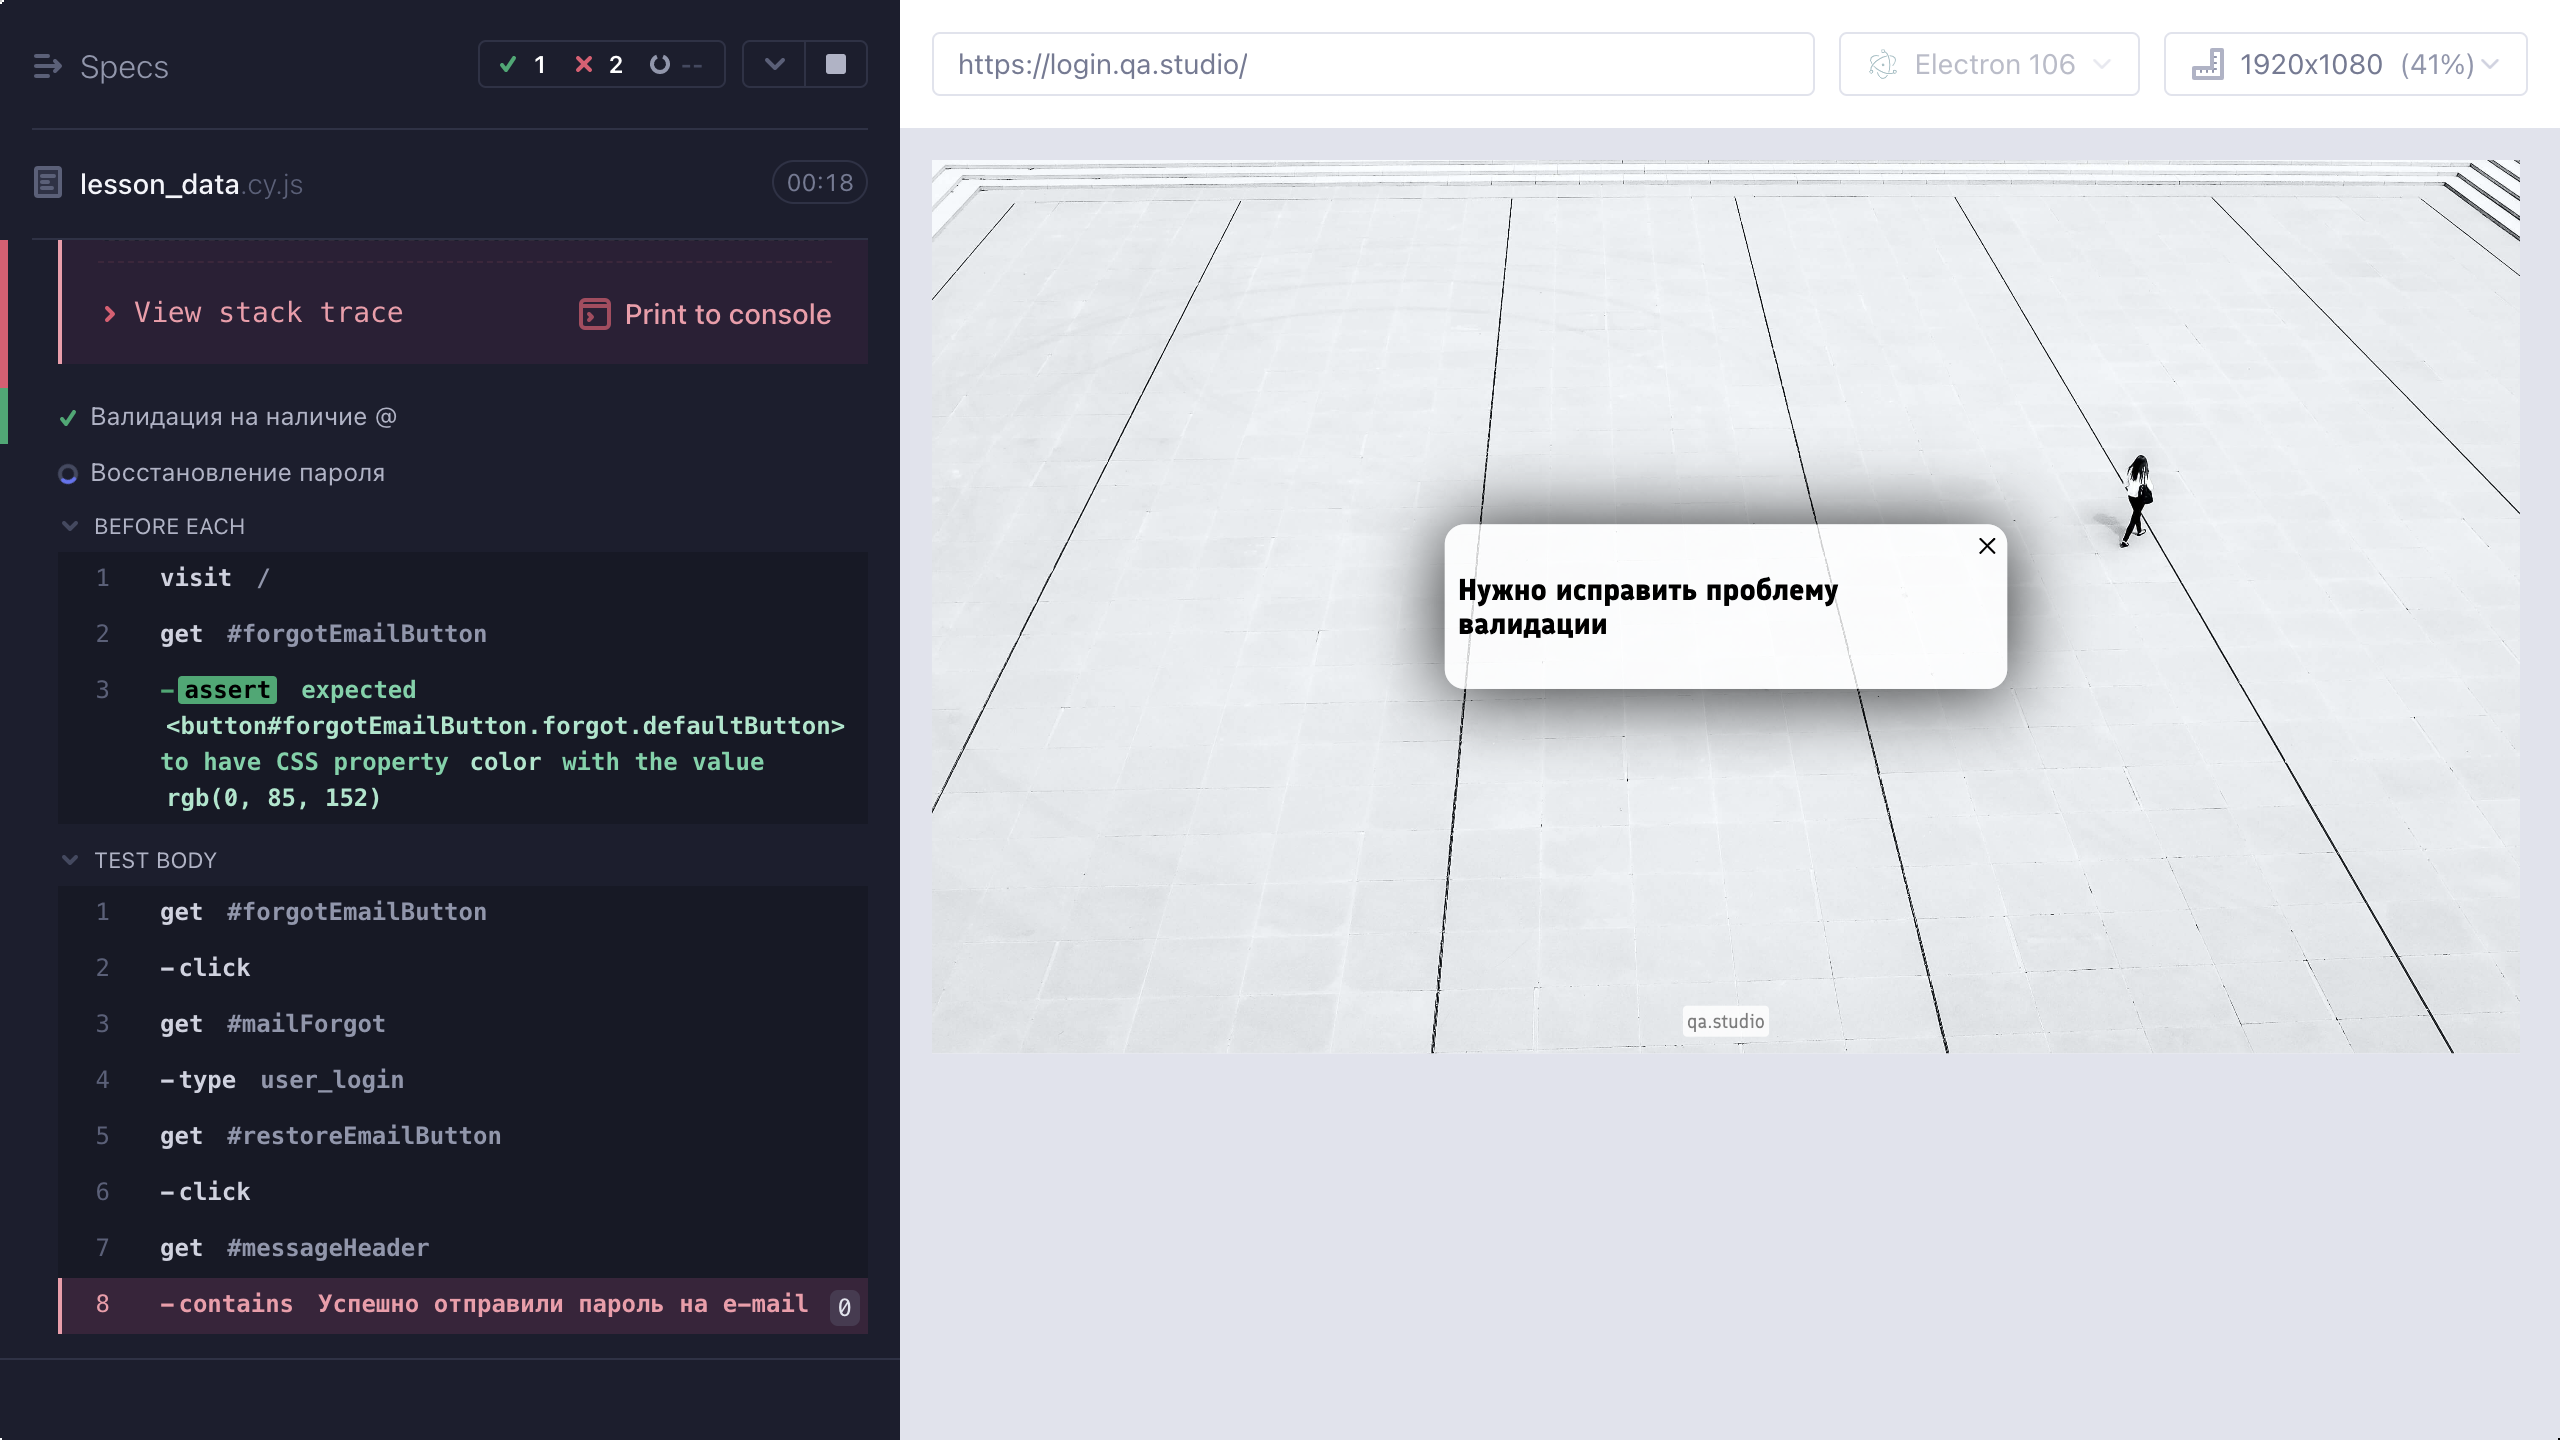 Specs
1 2 --
lesson_data.cy.js 00:18
View stack trace Print to console
Валидация на наличие @
Восстановление пароля
BEFORE EACH
1 visit /
2 get #forgotEmailButton
3 -assert expected
<button#forgotEmailButton.forgot.defaultButton>
to have CSS property color with the value
rgb(0, 85, 152)
TEST BODY
1 get #forgotEmailButton
2 -click
3 get #mailForgot
4 -type user_login
5 get #restoreEmailButton
6 -click
7 get #messageHeader
8 -contains Успешно отправили пароль на e-mail 0
https://login.qa.studio/
Electron 106
1920x1080 (41%)
Нужно исправить проблему
валидации
qa.studio